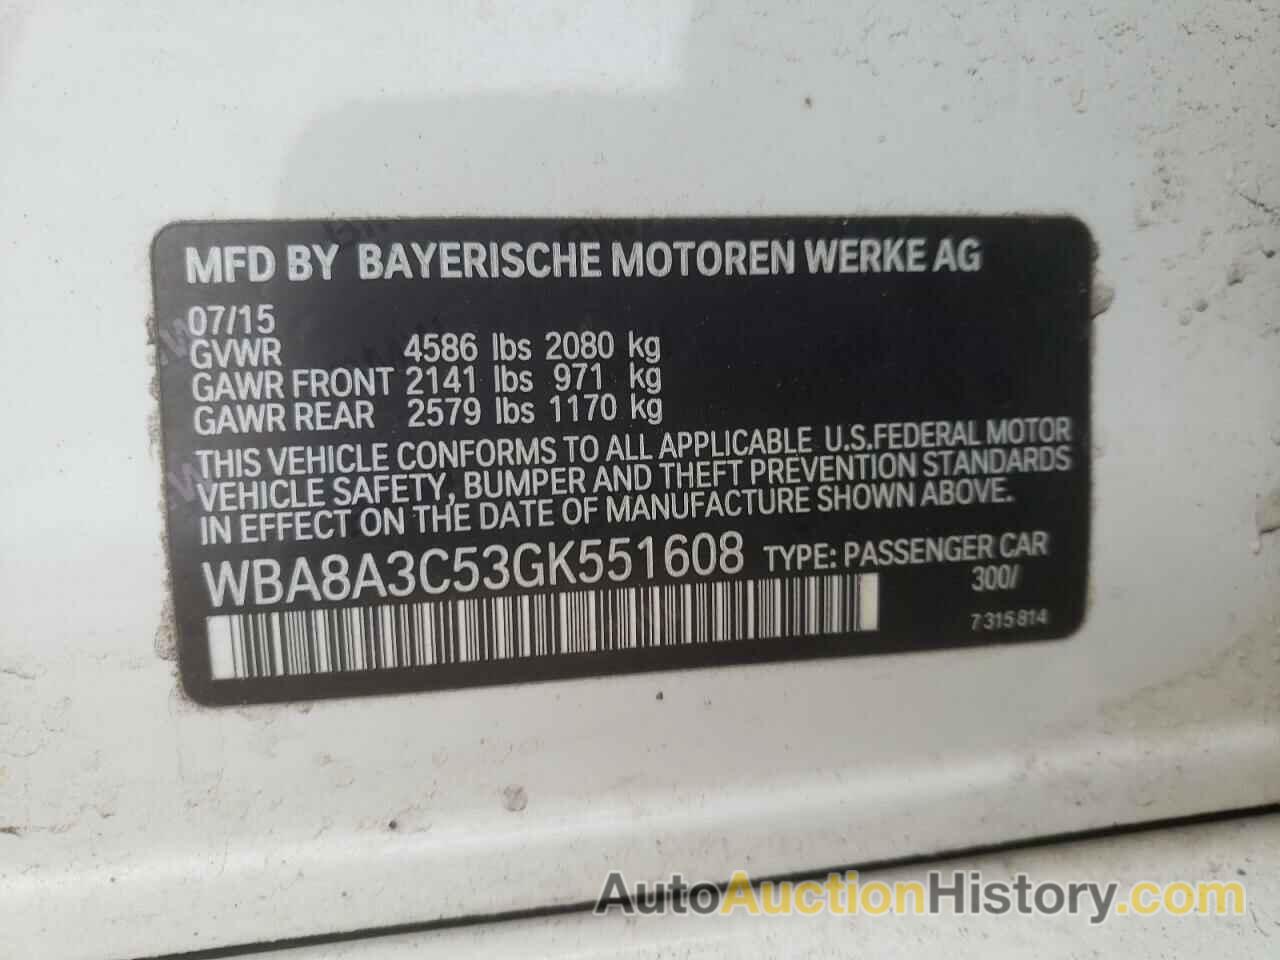 MFD BY BAYERISCHE MOTOREN WERKE AG
07/15
GVWR 4586 lbs 2080 kg
GAWR FRONT 2141 lbs 971 kg
GAWR REAR 2579 lbs 1170 kg
THIS VEHICLE CONFORMS TO ALL APPLICABLE U.S.FEDERAL MOTOR
VEHICLE SAFETY, BUMPER AND THEFT PREVENTION STANDARDS
IN EFFECT ON THE DATE OF MANUFACTURE SHOWN ABOVE.
WBA8A3C53GK551608 TYPE: PASSENGER CAR
300/
7 315 814
AutoAuctionHistory.com